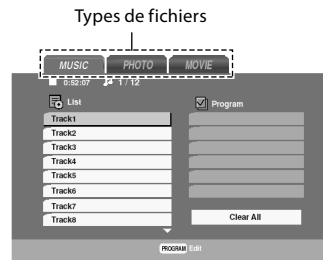 Types de fichiers
MUSIC PHOTO MOVIE
0:52:07 1 / 12
List
Program
Track1
Track2
Track3
Track4
Track5
Track6
Track7
Track8
Clear All
PROGRAM Edit